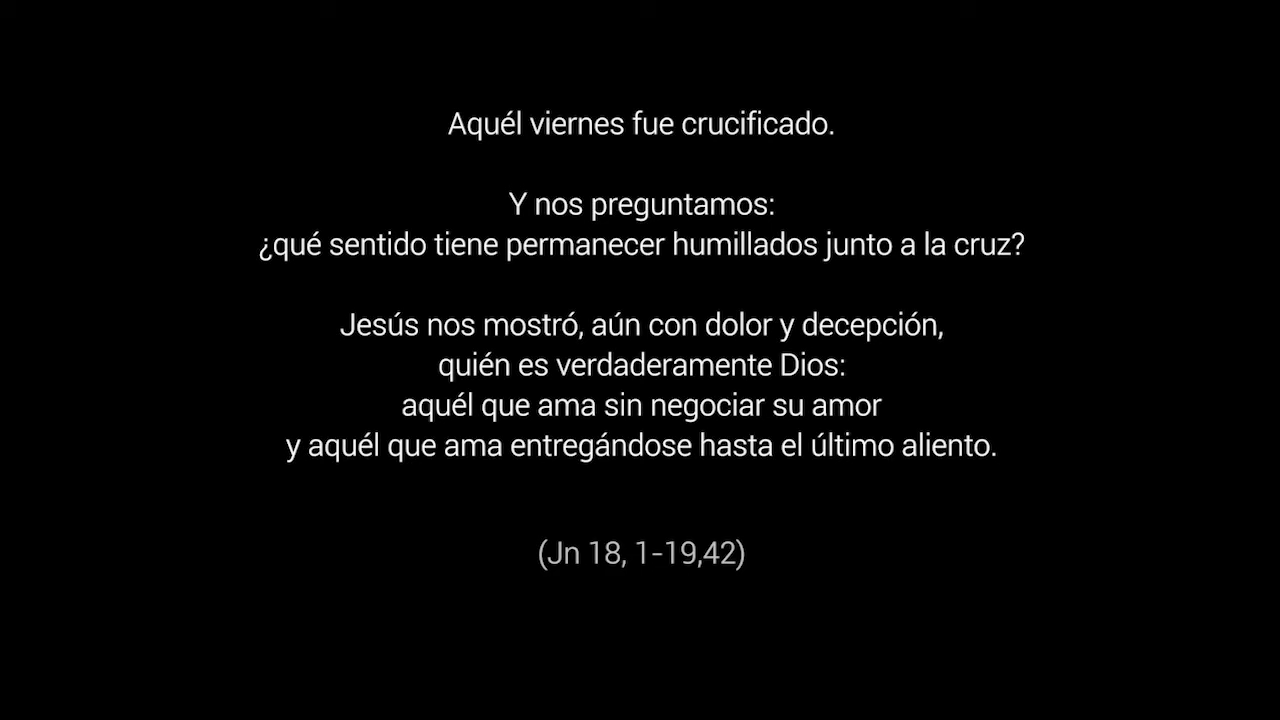 Aquél viernes fue crucificado.
Y nos preguntamos:
¿qué sentido tiene permanecer humillados junto a la cruz?
Jesús nos mostró, aún con dolor y decepción,
quién es verdaderamente Dios:
aquél que ama sin negociar su amor
y aquél que ama entregándose hasta el último aliento.
(Jn 18, 1-19,42)